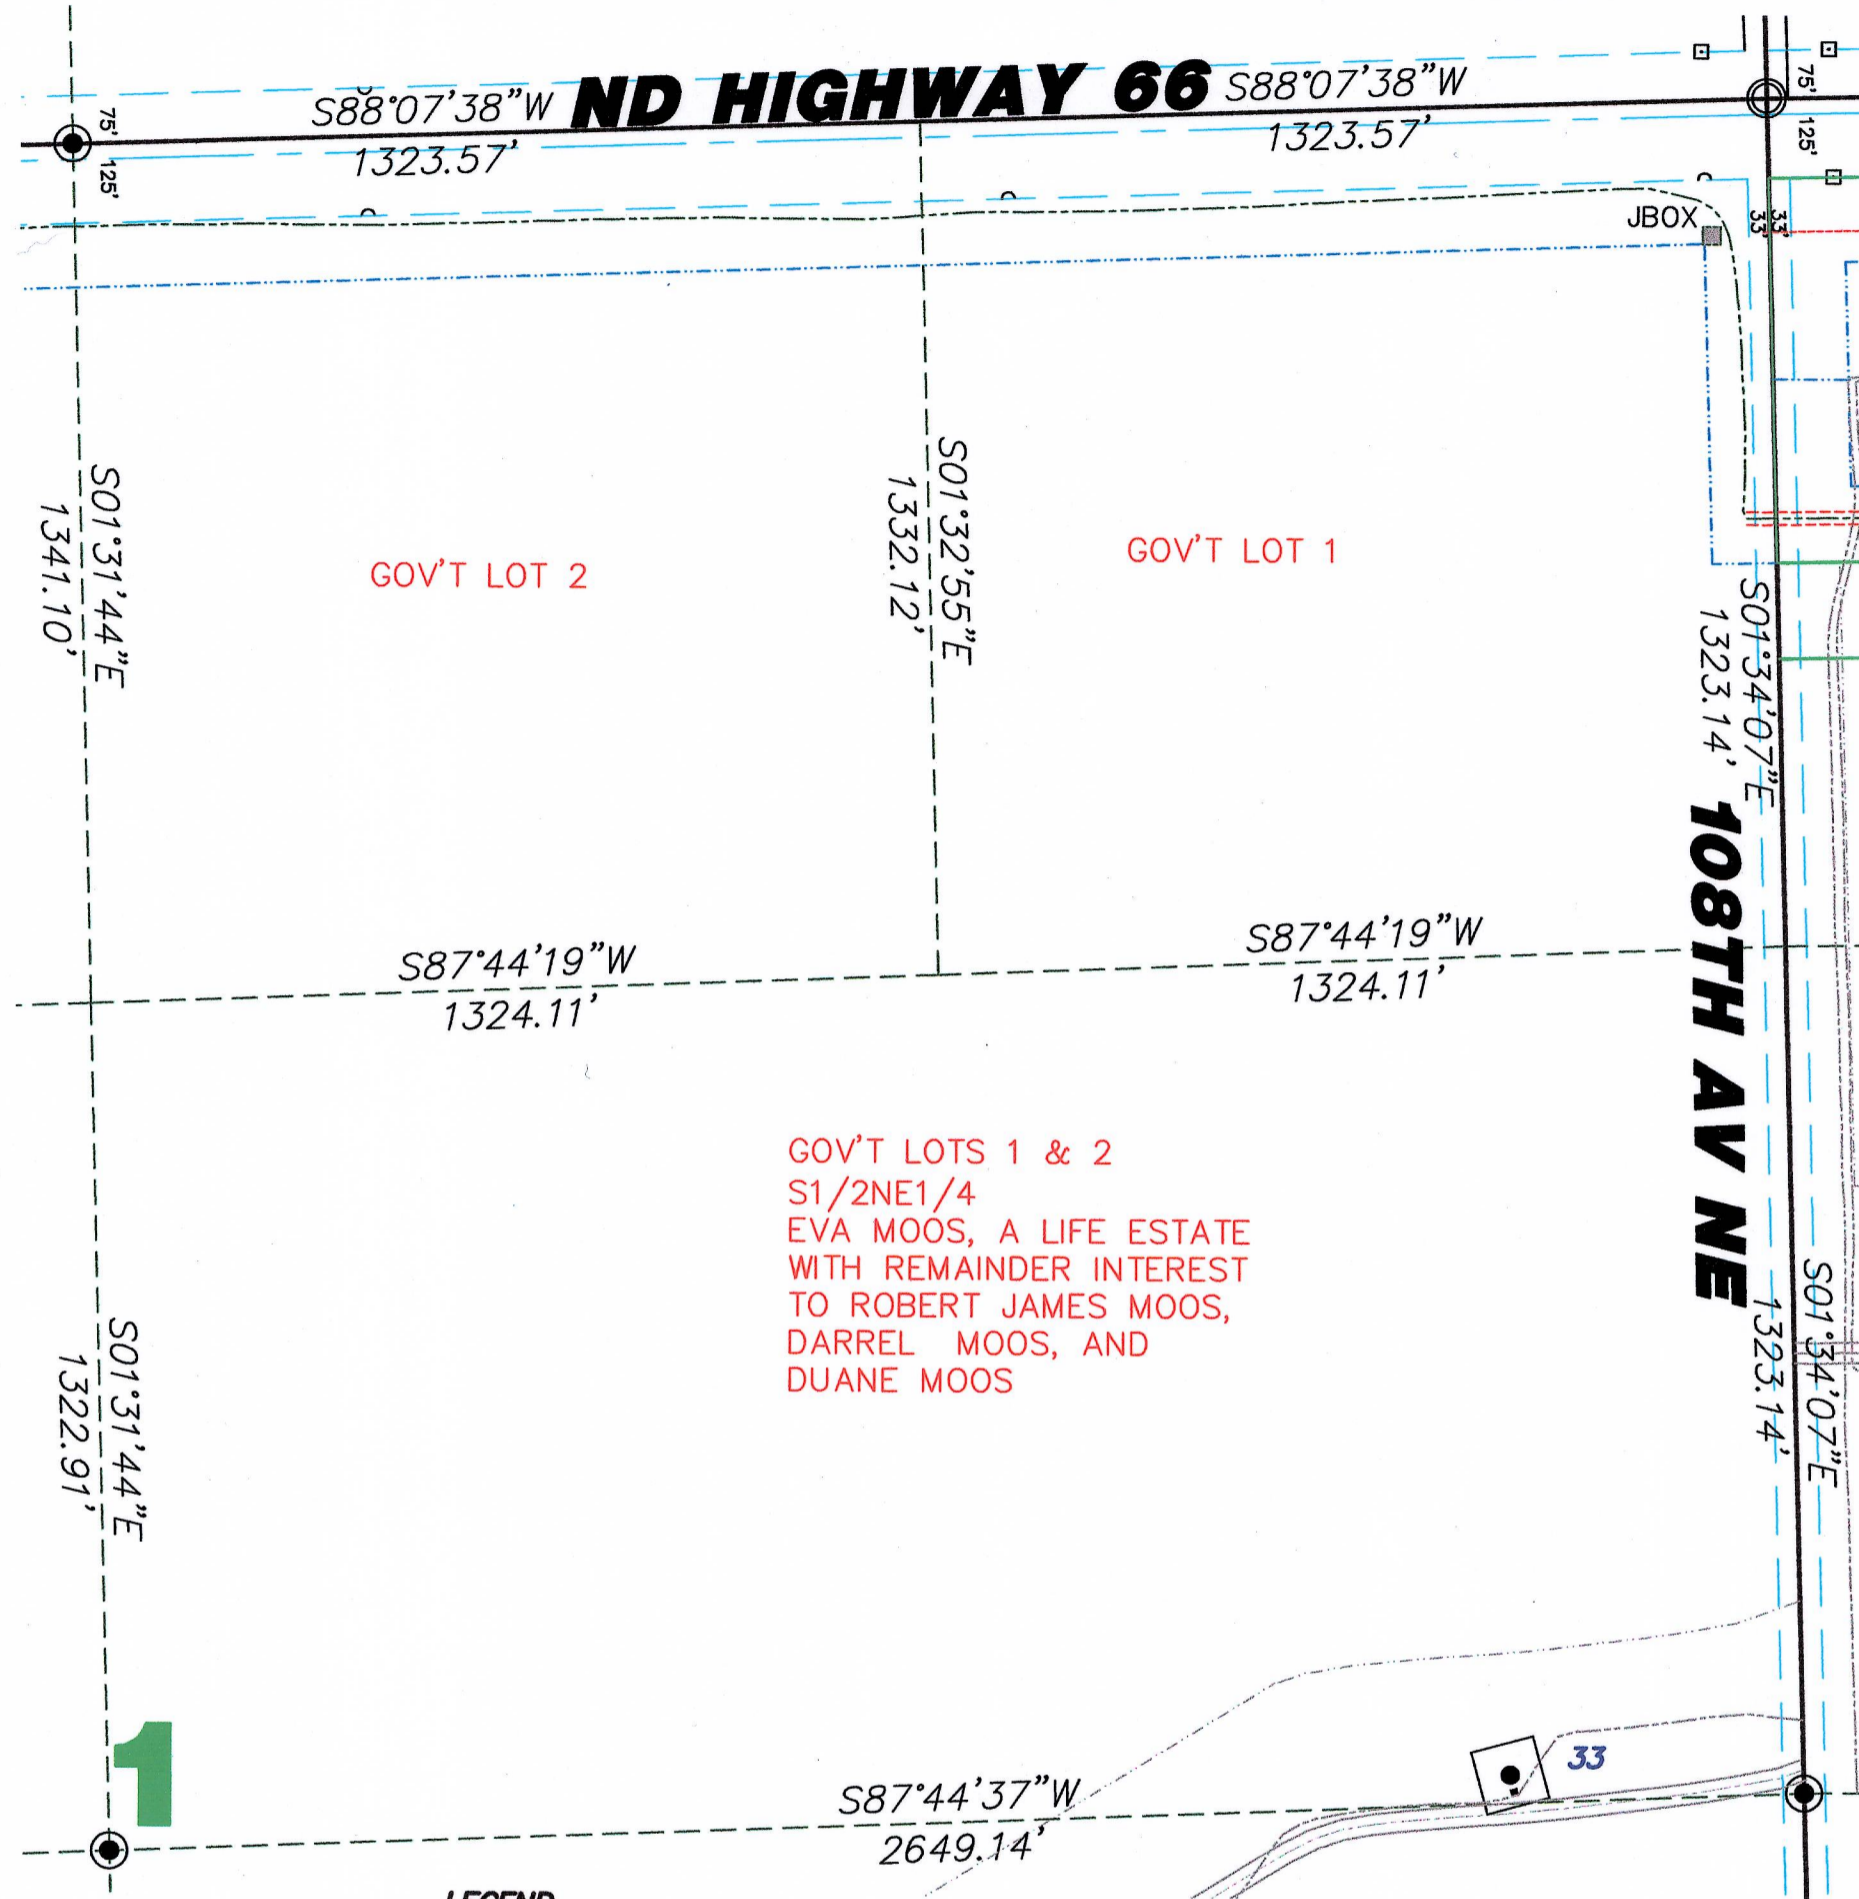 ND HIGHWAY 66
S88°07'38"W
1323.57'
S88°07'38"W
1323.57'
75'
125'
75'
125'
JBOX
33'
33'
S01°31'44"E
1341.10'
GOV'T LOT 2
S01°32'55"E
1332.12'
GOV'T LOT 1
S01°34'07"E
1323.14'
108TH AV NE
S87°44'19"W
1324.11'
S87°44'19"W
1324.11'
GOV'T LOTS 1 & 2
S1/2NE1/4
EVA MOOS, A LIFE ESTATE
WITH REMAINDER INTEREST
TO ROBERT JAMES MOOS,
DARREL MOOS, AND
DUANE MOOS
S01°31'44"E
1322.91'
S01°34'07"E
1323.14'
1
33
S87°44'37"W
2649.14'
LEGEND